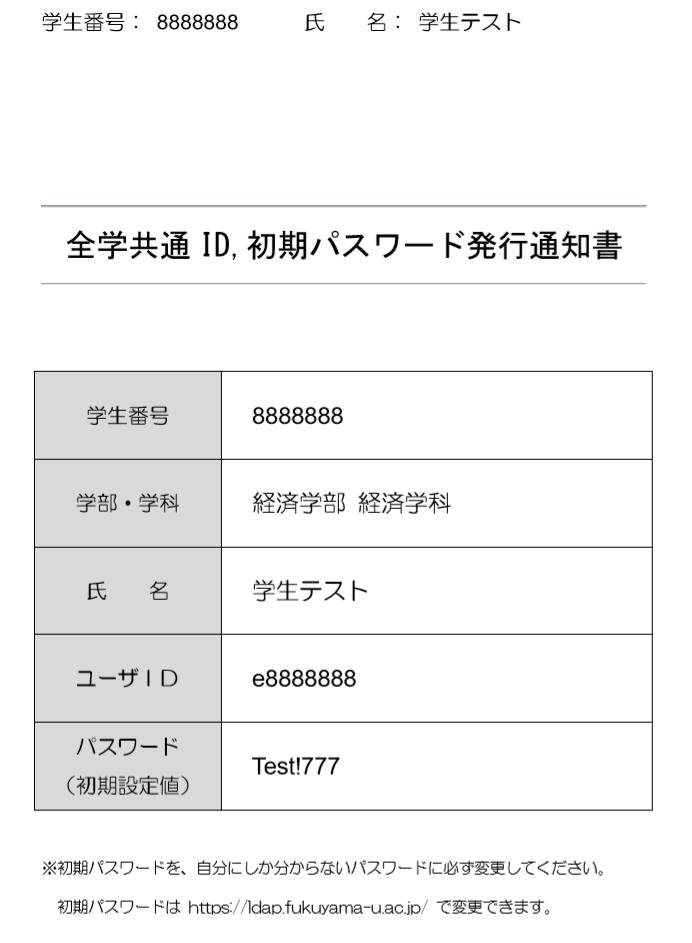 学生番号： 8888888　　氏　　名： 学生テスト
全学共通 ID, 初期パスワード発行通知書
学生番号　8888888
学部・学科　経済学部 経済学科
氏　　名　学生テスト
ユーザＩＤ　e8888888
パスワード
（初期設定値）　Test!777
※初期パスワードを、自分にしか分からないパスワードに必ず変更してください。
初期パスワードは https://ldap.fukuyama-u.ac.jp/ で変更できます。